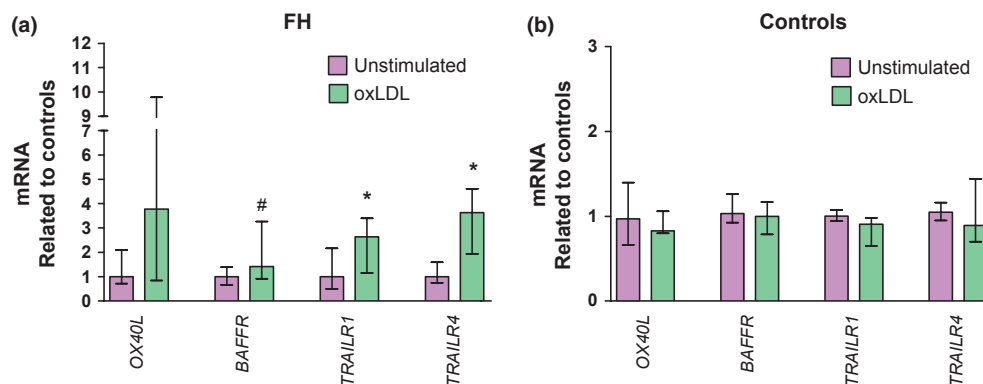 (a)
FH
mRNA
Related to controls
12
11
10
9
7
6
5
4
3
2
1
0
Unstimulated
oxLDL
#
*
*
OX40L
BAFFR
TRAILR1
TRAILR4
(b)
Controls
mRNA
Related to controls
3
2
1
0
Unstimulated
oxLDL
OX40L
BAFFR
TRAILR1
TRAILR4